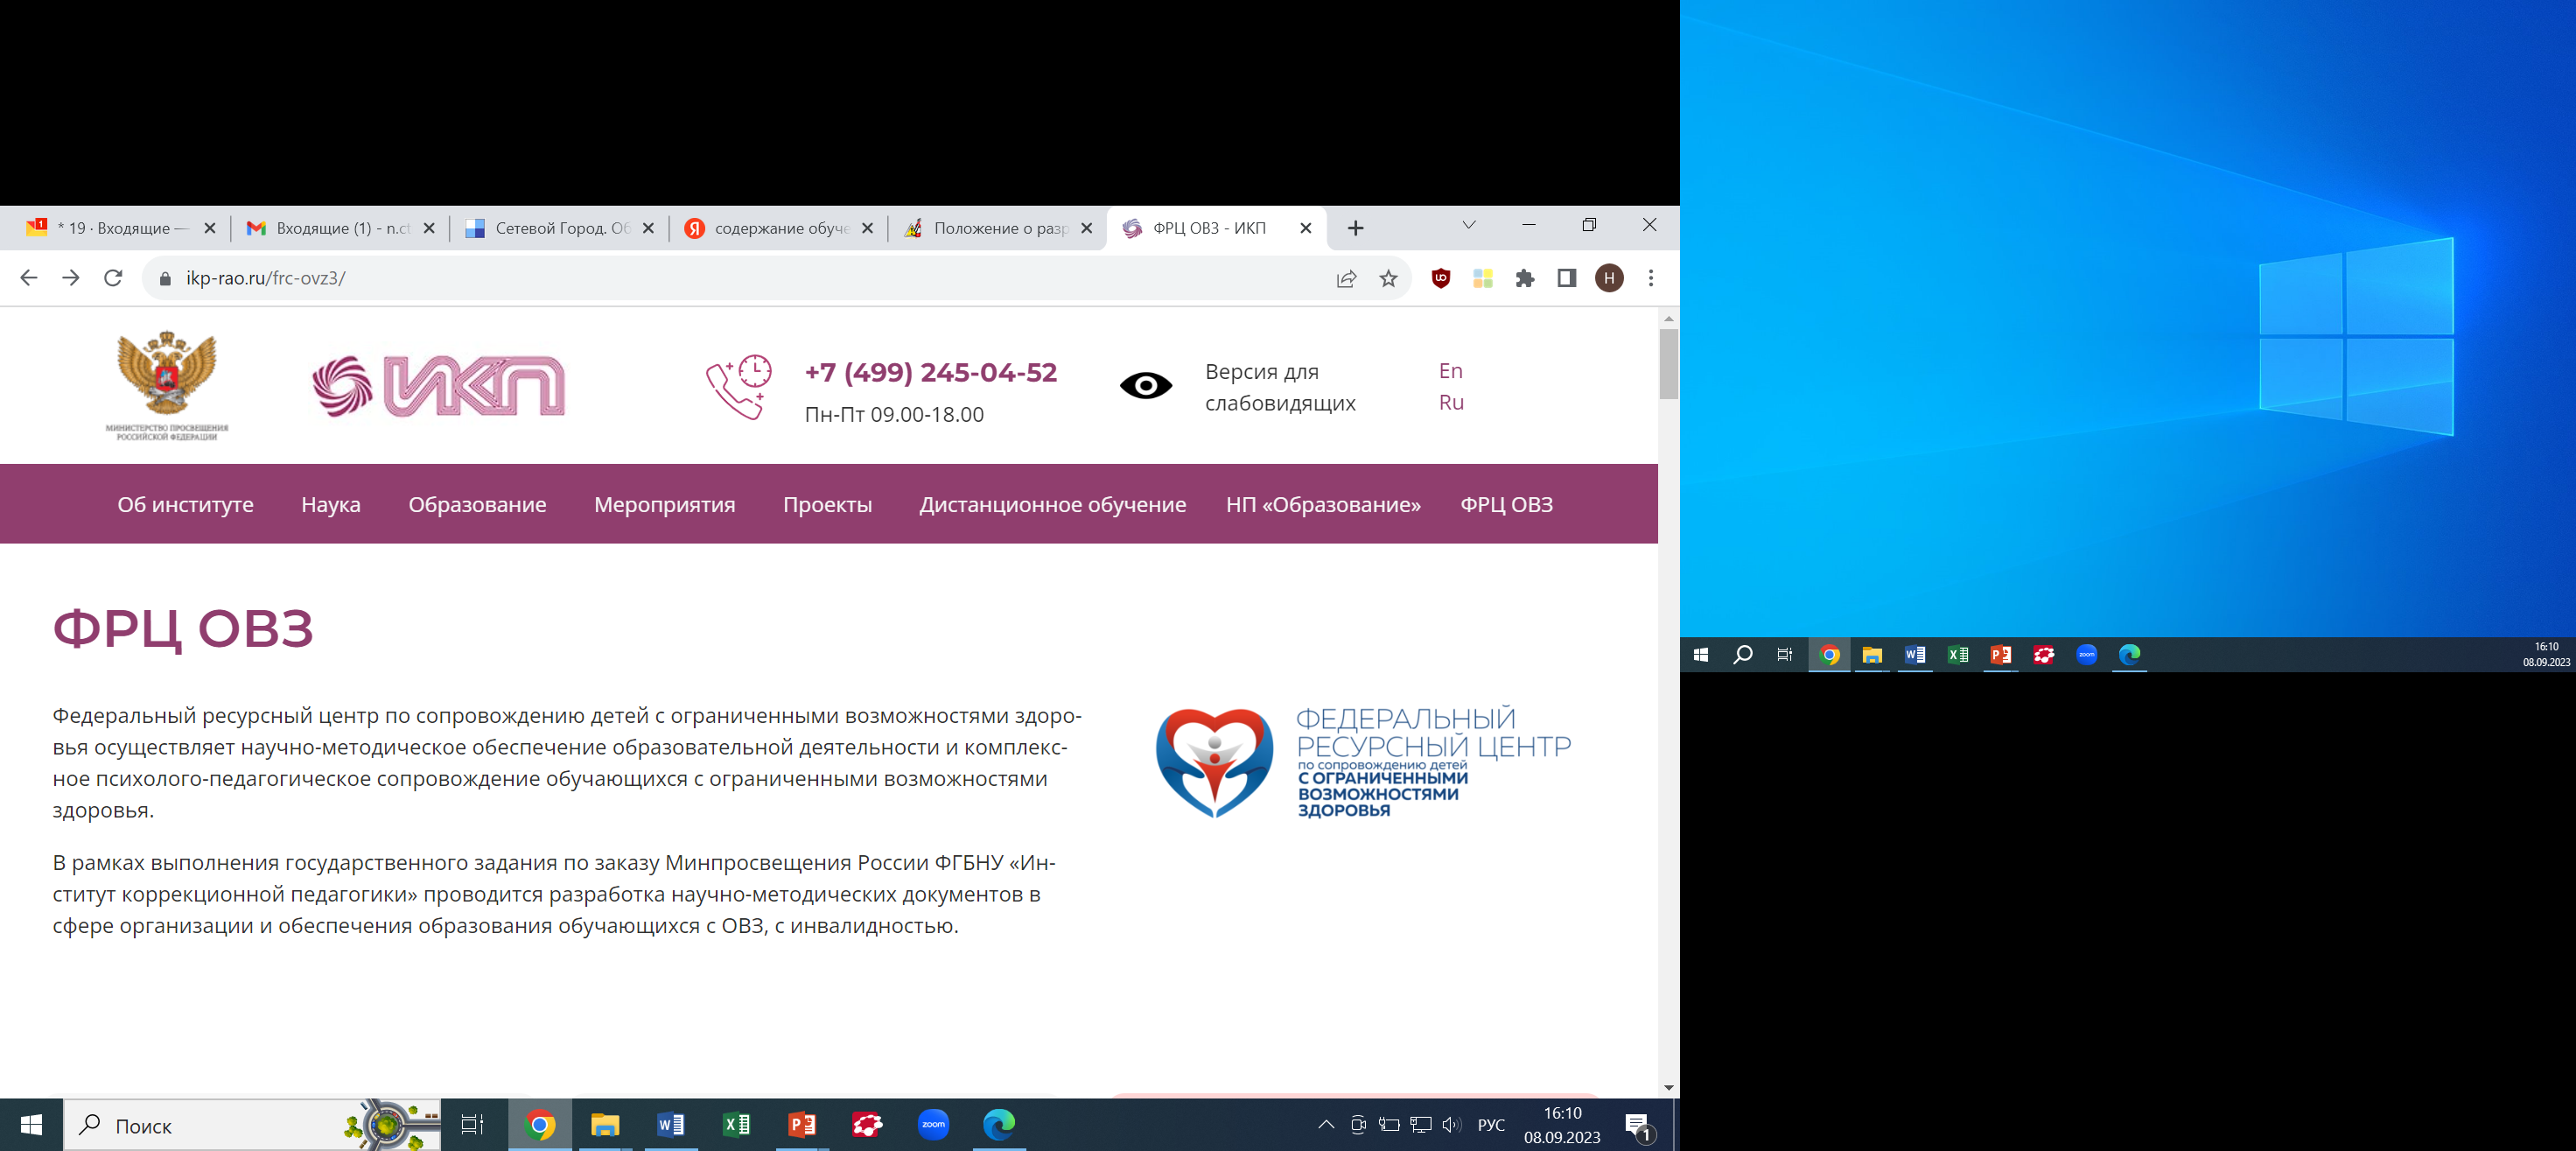 * 19 · Входящие —
Входящие (1) - n.ct
Сетевой Город. Об
содержание обуче
Положение о разр
ФРЦ ОВЗ - ИКП
ikp-rao.ru/frc-ovz3/
Н
МИНИСТЕРСТВО ПРОСВЕЩЕНИЯ
РОССИЙСКОЙ ФЕДЕРАЦИИ
ИКП
+7 (499) 245-04-52
Пн-Пт 09.00-18.00
Версия для
слабовидящих
En
Ru
Об институте
Наука
Образование
Мероприятия
Проекты
Дистанционное обучение
НП «Образование»
ФРЦ ОВЗ
ФРЦ ОВЗ
Федеральный ресурсный центр по сопровождению детей с ограниченными возможностями здоро-
вья осуществляет научно-методическое обеспечение образовательной деятельности и комплекс-
ное психолого-педагогическое сопровождение обучающихся с ограниченными возможностями
здоровья.
В рамках выполнения государственного задания по заказу Минпросвещения России ФГБНУ «Ин-
ститут коррекционной педагогики» проводится разработка научно-методических документов в
сфере организации и обеспечения образования обучающихся с ОВЗ, с инвалидностью.
ФЕДЕРАЛЬНЫЙ
РЕСУРСНЫЙ ЦЕНТР
по сопровождению детей
С ОГРАНИЧЕННЫМИ
ВОЗМОЖНОСТЯМИ
ЗДОРОВЬЯ
Поиск
zoom
РУС
16:10
08.09.2023
1
zoom
16:10
08.09.2023